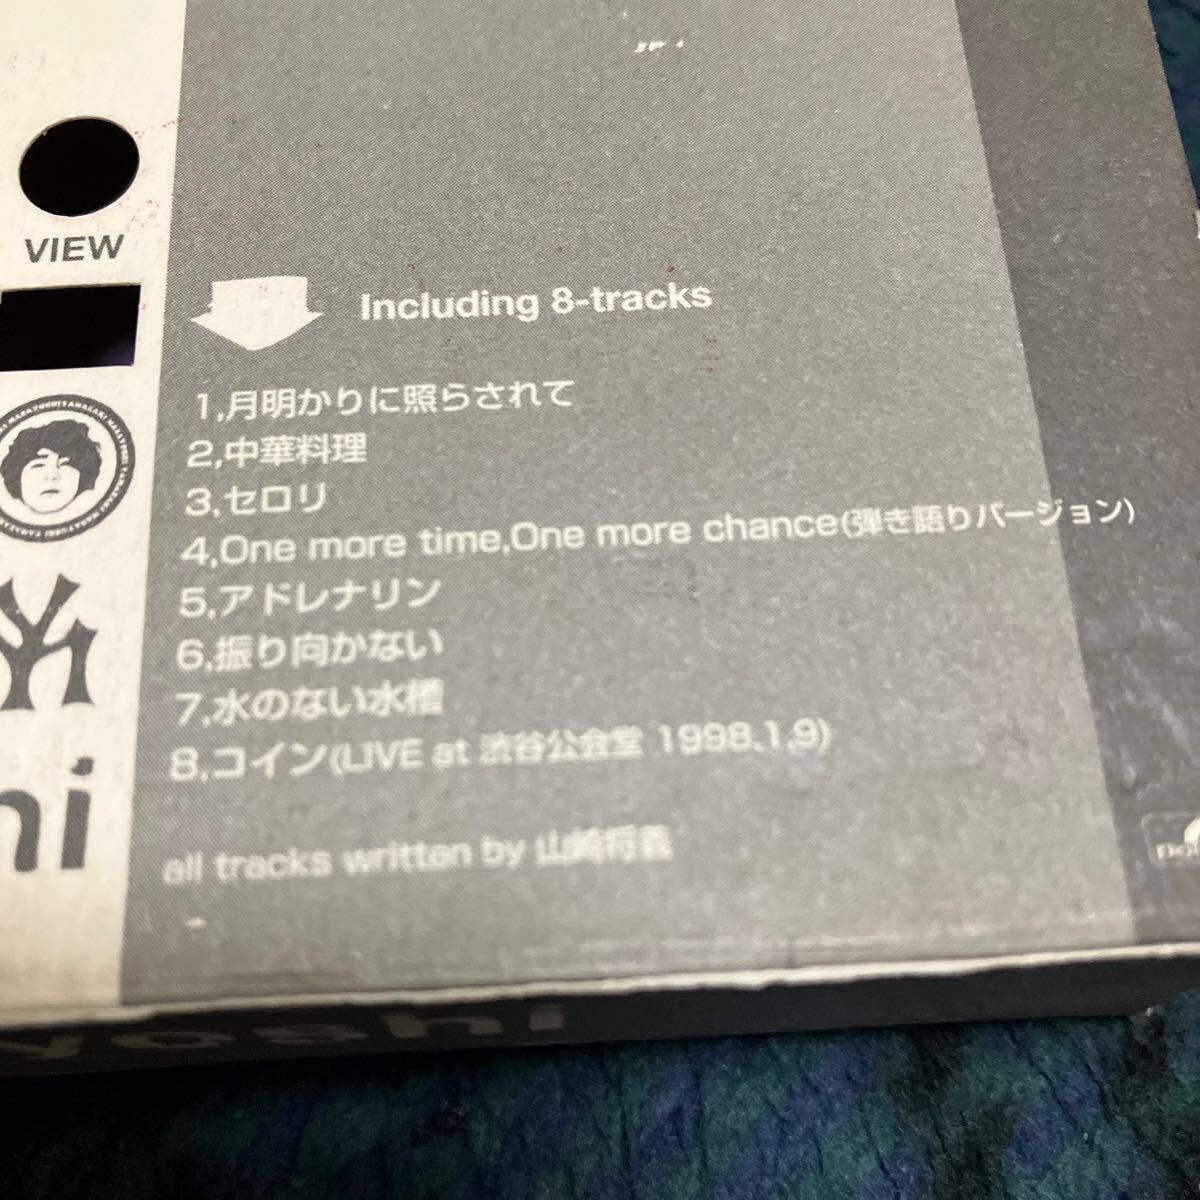 VIEW
Including 8-tracks
1,月明かりに照らされて
2,中華料理
3,セロリ
4,One more time,One more chance(弾き語りバージョン)
5,アドレナリン
6,振り向かない
7,水のない水槽
8,コイン(LIVE at 渋谷公会堂 1998.1.9)
all tracks written by 山崎将義
hi
yoshi